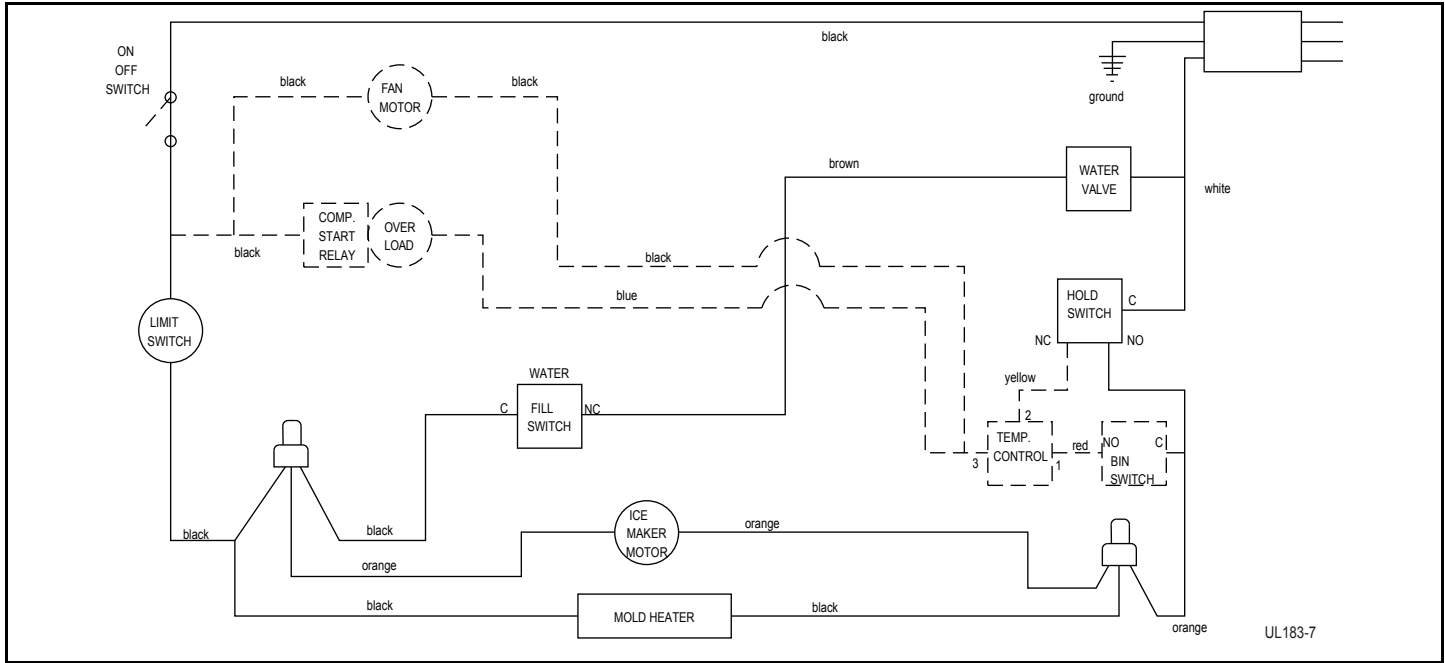 black
ON
OFF
SWITCH
black
FAN
MOTOR
black
ground
brown
WATER
VALVE
white
COMP.
START
RELAY
OVER
LOAD
black
black
blue
HOLD
SWITCH
C
NC
NO
LIMIT
SWITCH
yellow
WATER
C
FILL
SWITCH
NC
2
TEMP.
CONTROL
3
1
red
NO
C
BIN
SWITCH
black
black
orange
ICE
MAKER
MOTOR
orange
black
MOLD HEATER
black
orange
UL183-7